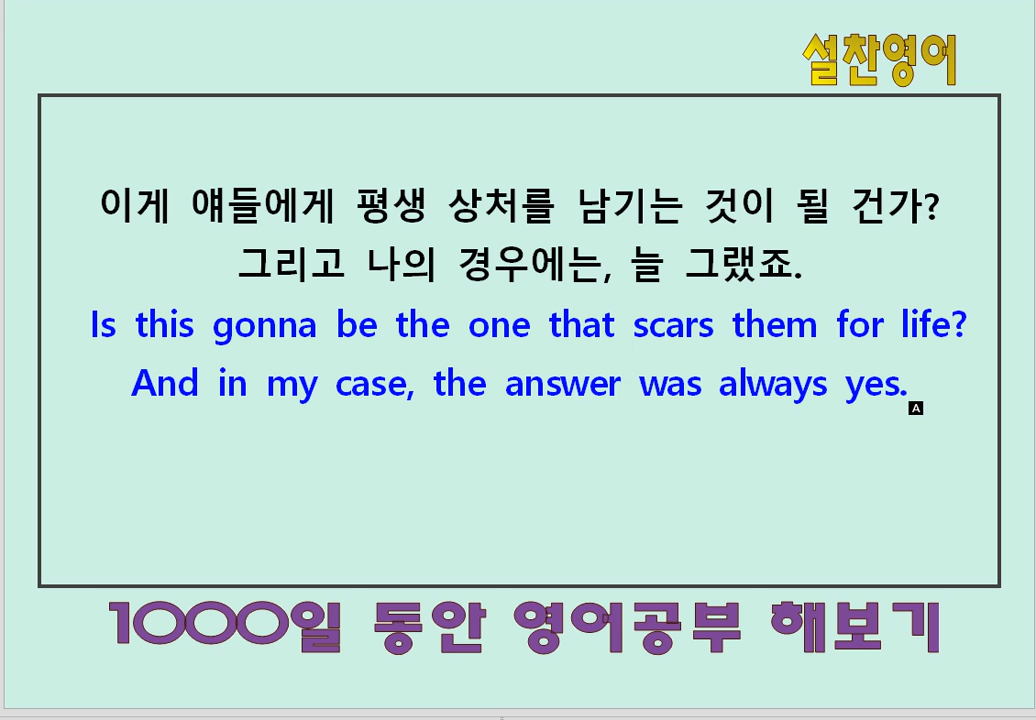 설찬영어
이게 얘들에게 평생 상처를 남기는 것이 될 건가?
그리고 나의 경우에는, 늘 그랬죠.
Is this gonna be the one that scars them for life?
And in my case, the answer was always yes.
A
1000일 동안 영어공부 해보기